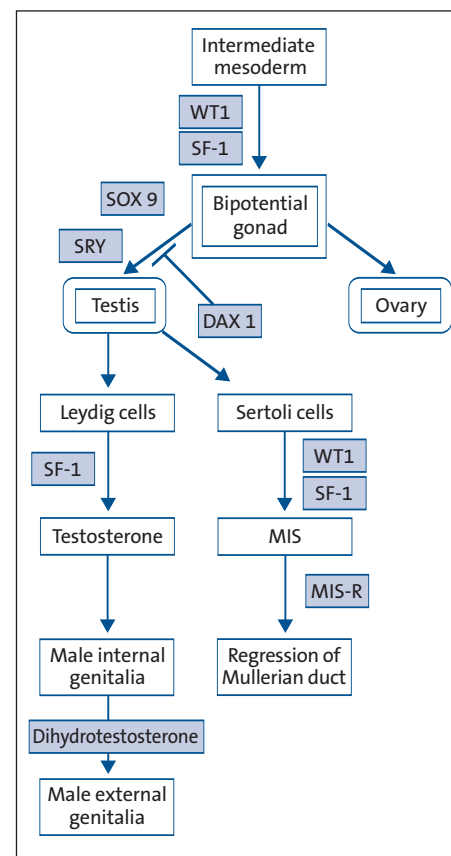 Intermediate
mesoderm
WT1
SF-1
SOX 9
Bipotential
gonad
SRY
Testis
DAX 1
Ovary
Leydig cells
Sertoli cells
SF-1
WT1
SF-1
Testosterone
MIS
MIS-R
Male internal
genitalia
Regression of
Mullerian duct
Dihydrotestosterone
Male external
genitalia